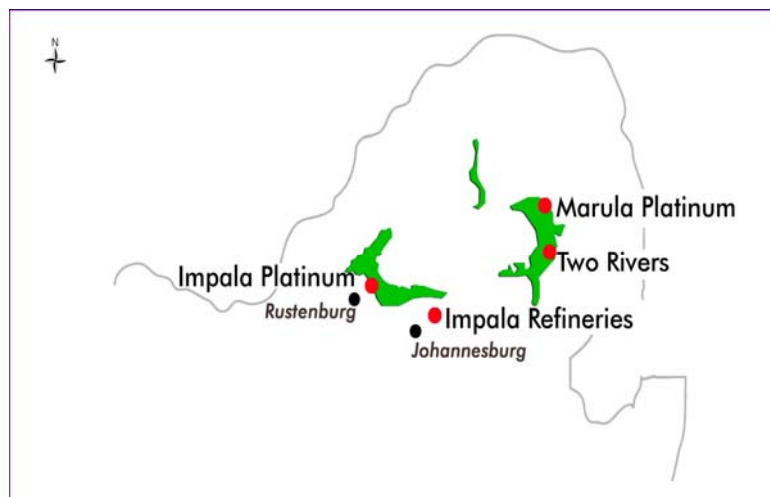 N
Marula Platinum
Two Rivers
Impala Platinum
Rustenburg
Impala Refineries
Johannesburg